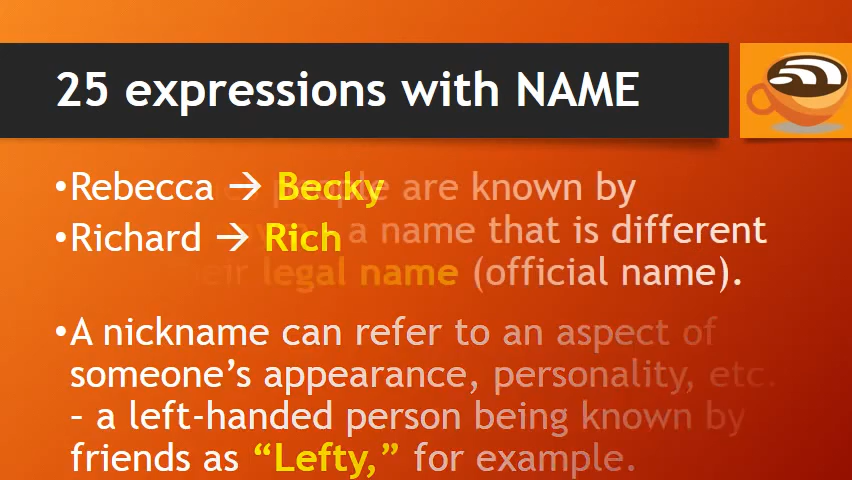 25 expressions with NAME
•Rebecca → Becky people are known by
•Richard → Rich a name that is different
legal name (official name).
•A nickname can refer to an aspect of
someone’s appearance, personality, etc.
– a left-handed person being known by
friends as “Lefty,” for example.